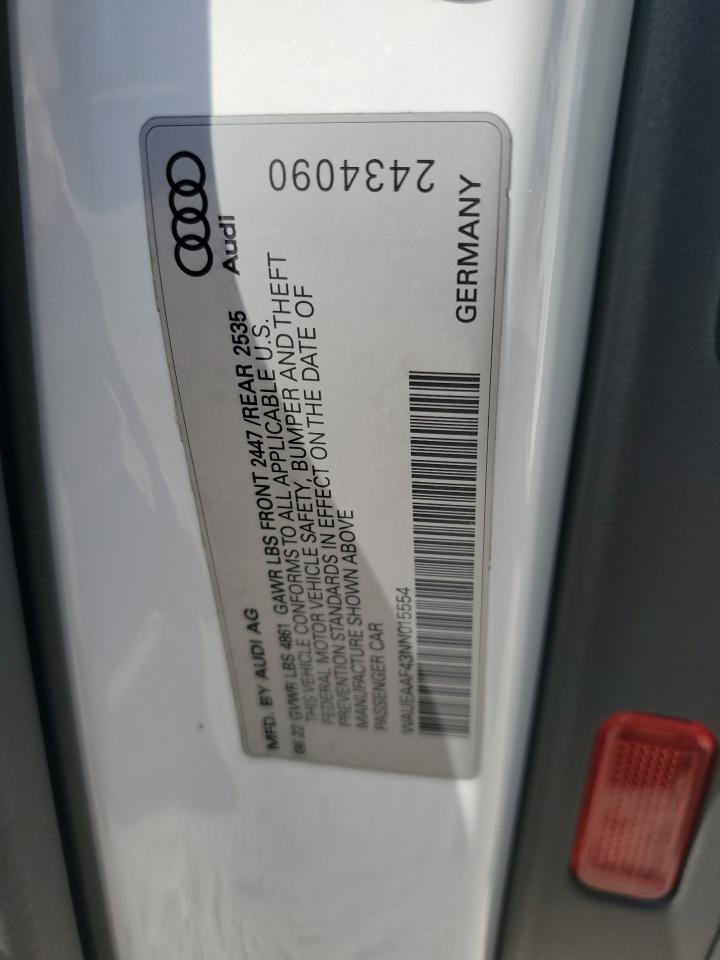 MFD. BY AUDI AG
Audi
06/22 GVWR LBS 4861 GAWR LBS FRONT 2447 /REAR 2535
THIS VEHICLE CONFORMS TO ALL APPLICABLE U.S.
FEDERAL MOTOR VEHICLE SAFETY, BUMPER AND THEFT
PREVENTION STANDARDS IN EFFECT ON THE DATE OF
MANUFACTURE SHOWN ABOVE
PASSENGER CAR
WAUEAAF43NN015554
GERMANY
2434090